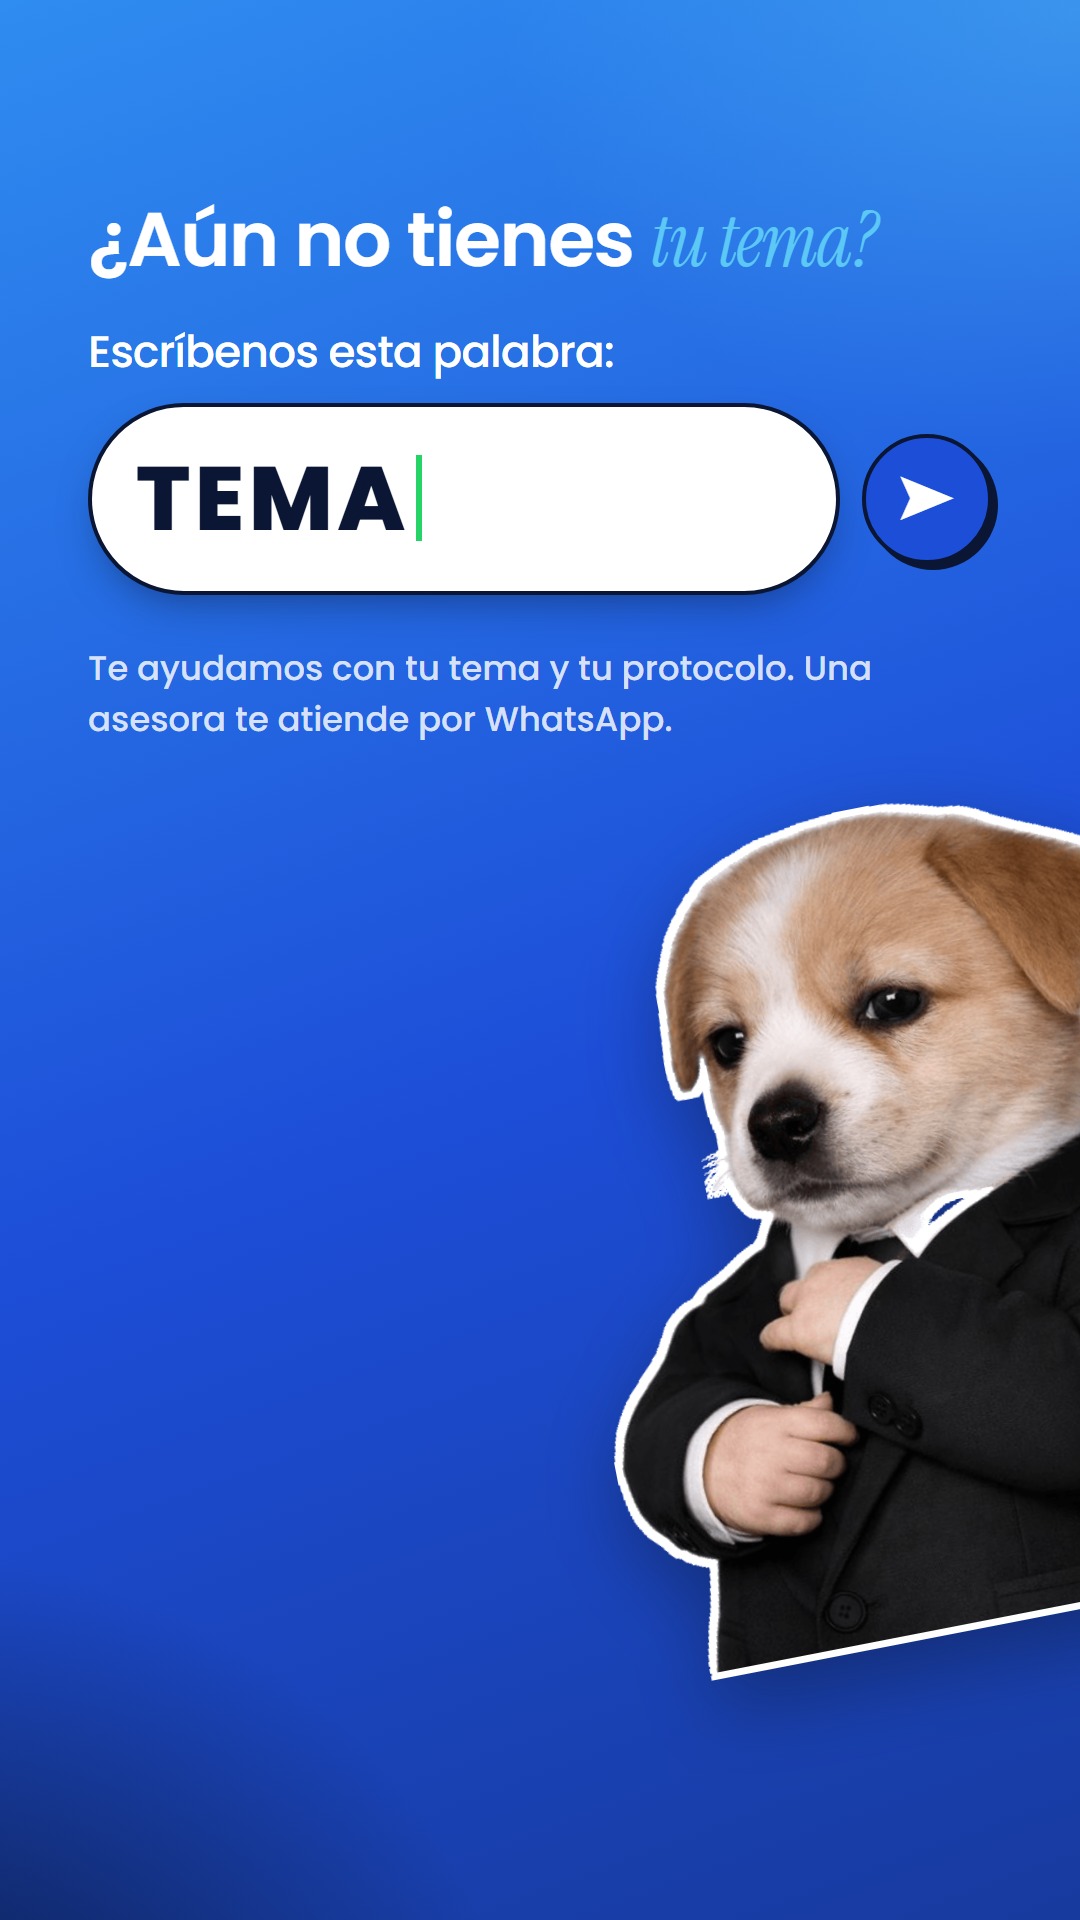 ¿Aún no tienes tu tema?
Escríbenos esta palabra:
TEMA
Te ayudamos con tu tema y tu protocolo. Una
asesora te atiende por WhatsApp.